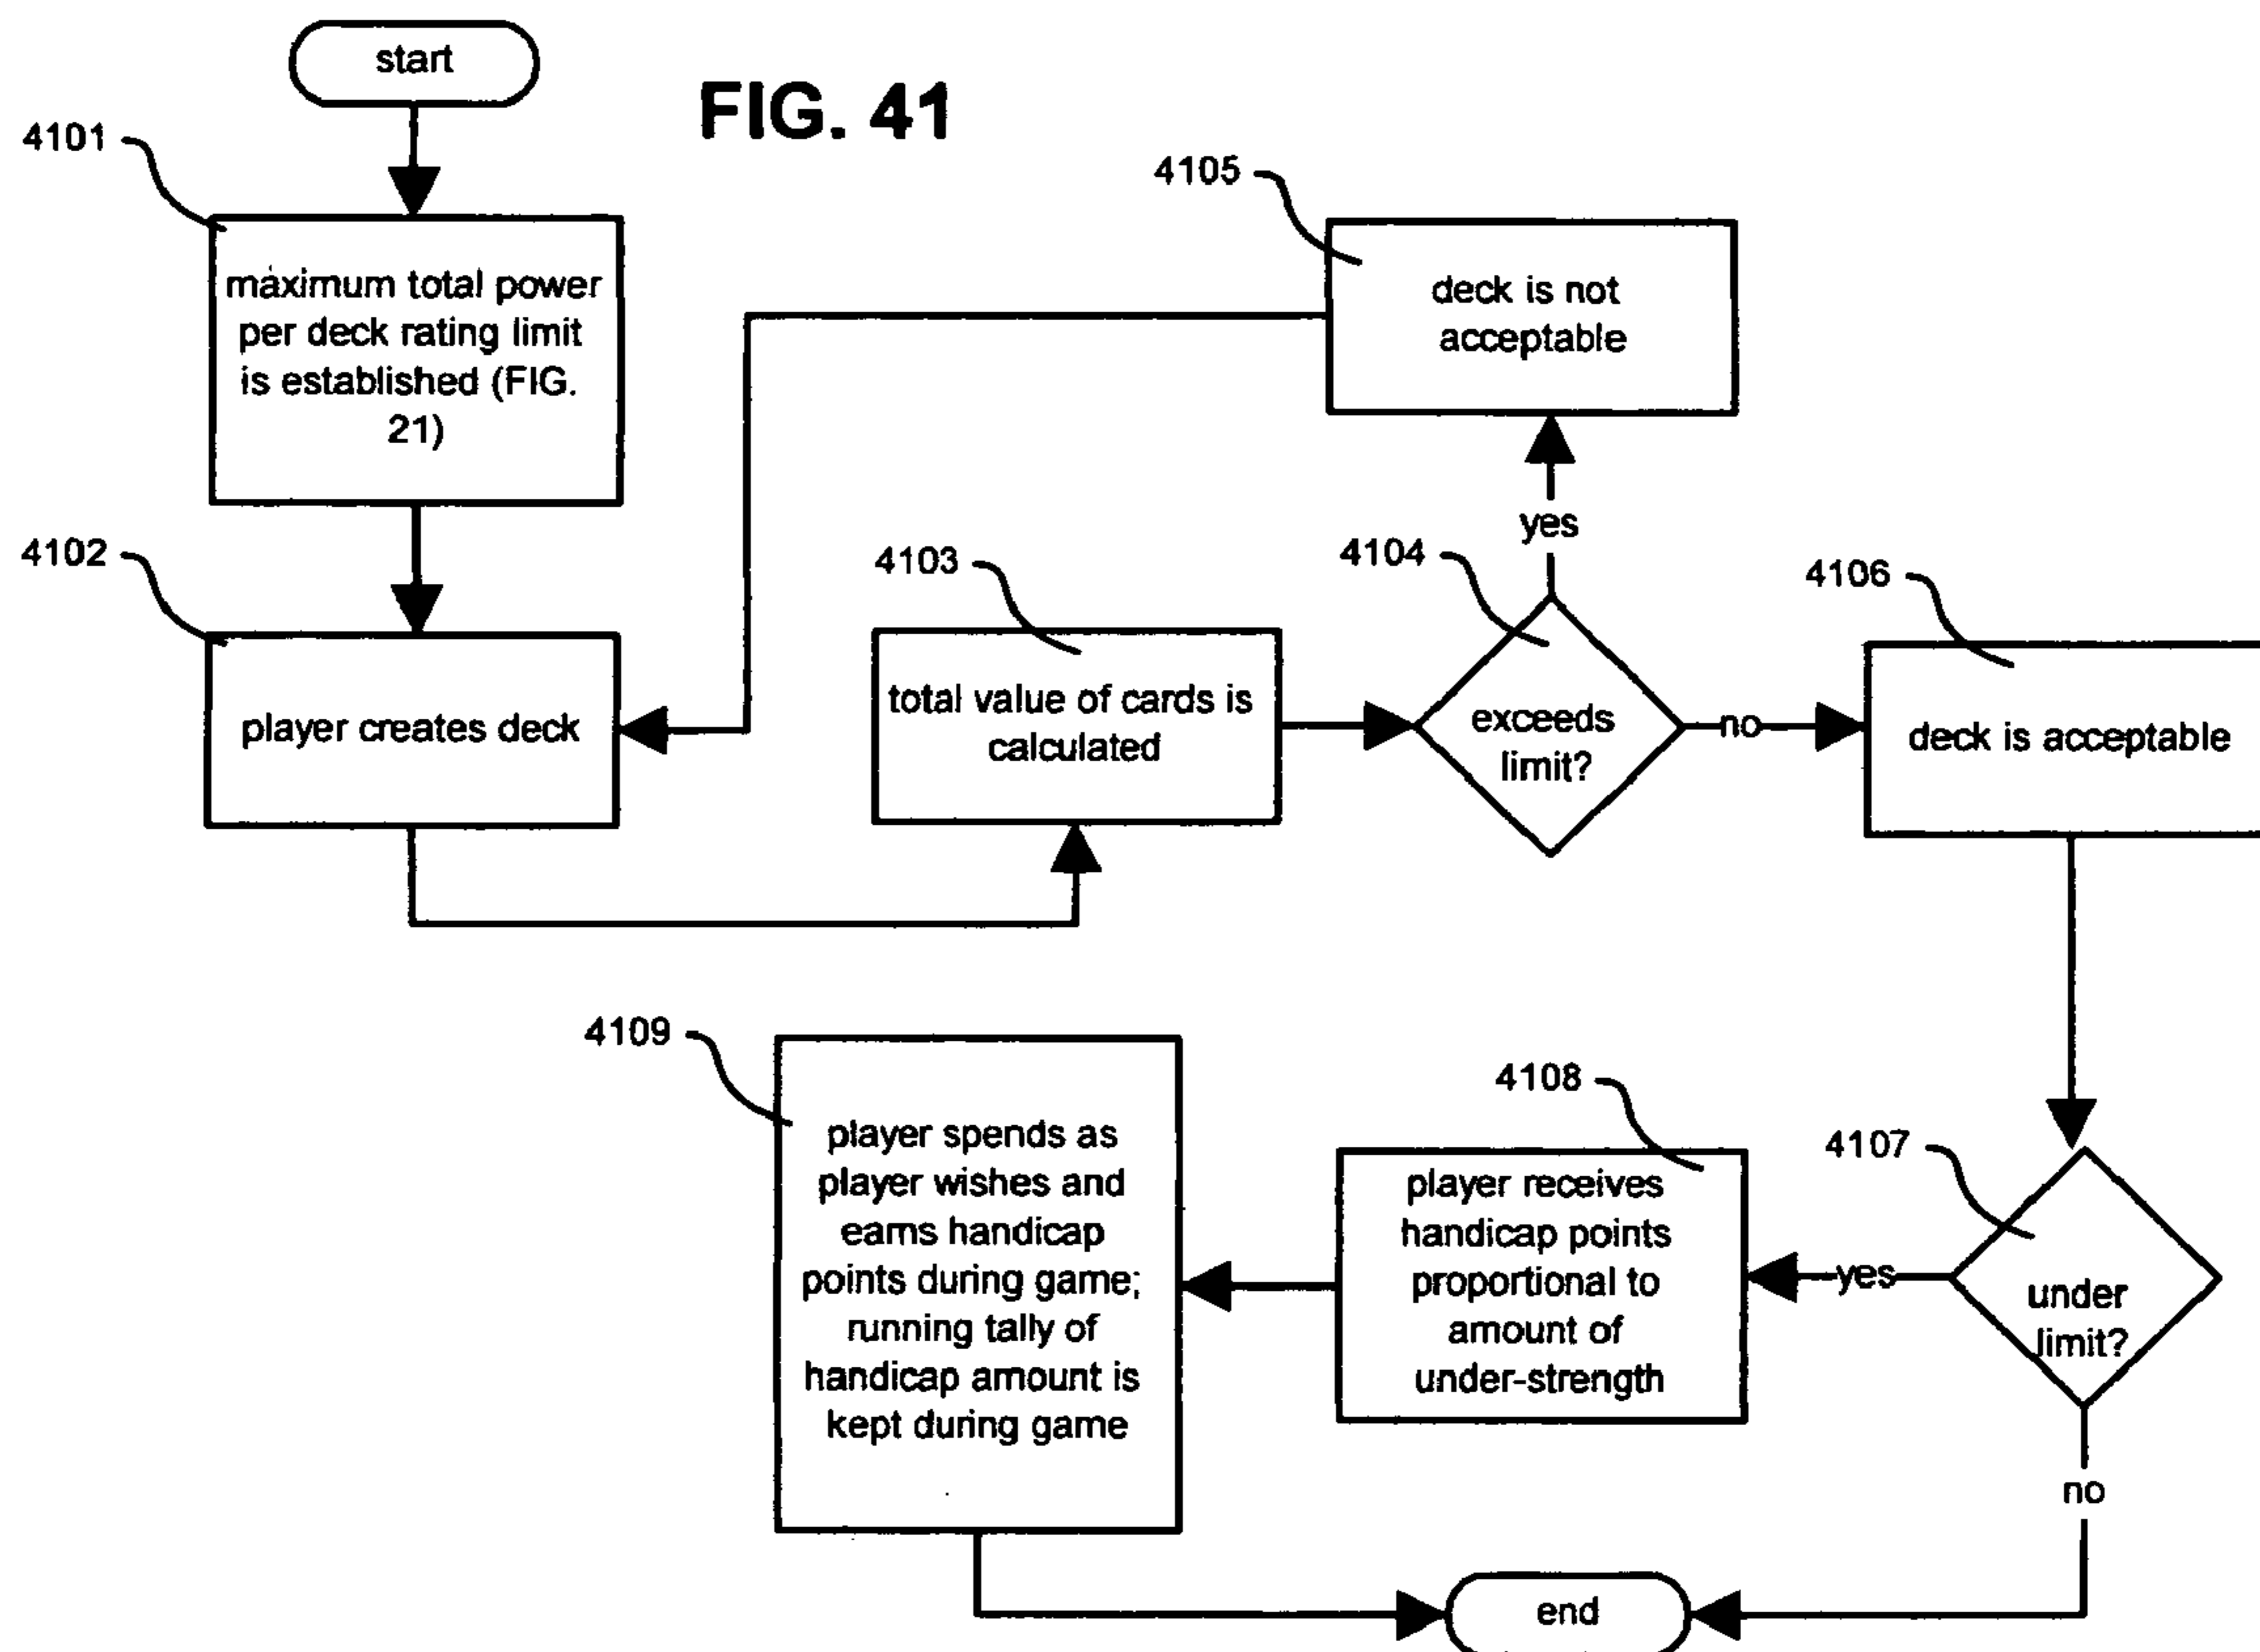 start
FIG. 41
4101
maximum total power
per deck rating limit
is established (FIG.
21)
4105
deck is not
acceptable
yes
4102
player creates deck
4103
total value of cards is
calculated
4104
exceeds
limit?
no
4106
deck is acceptable
4109
player spends as
player wishes and
earns handicap
points during game;
running tally of
handicap amount is
kept during game
4108
player receives
handicap points
proportional to
amount of
under-strength
yes
4107
under
limit?
no
end